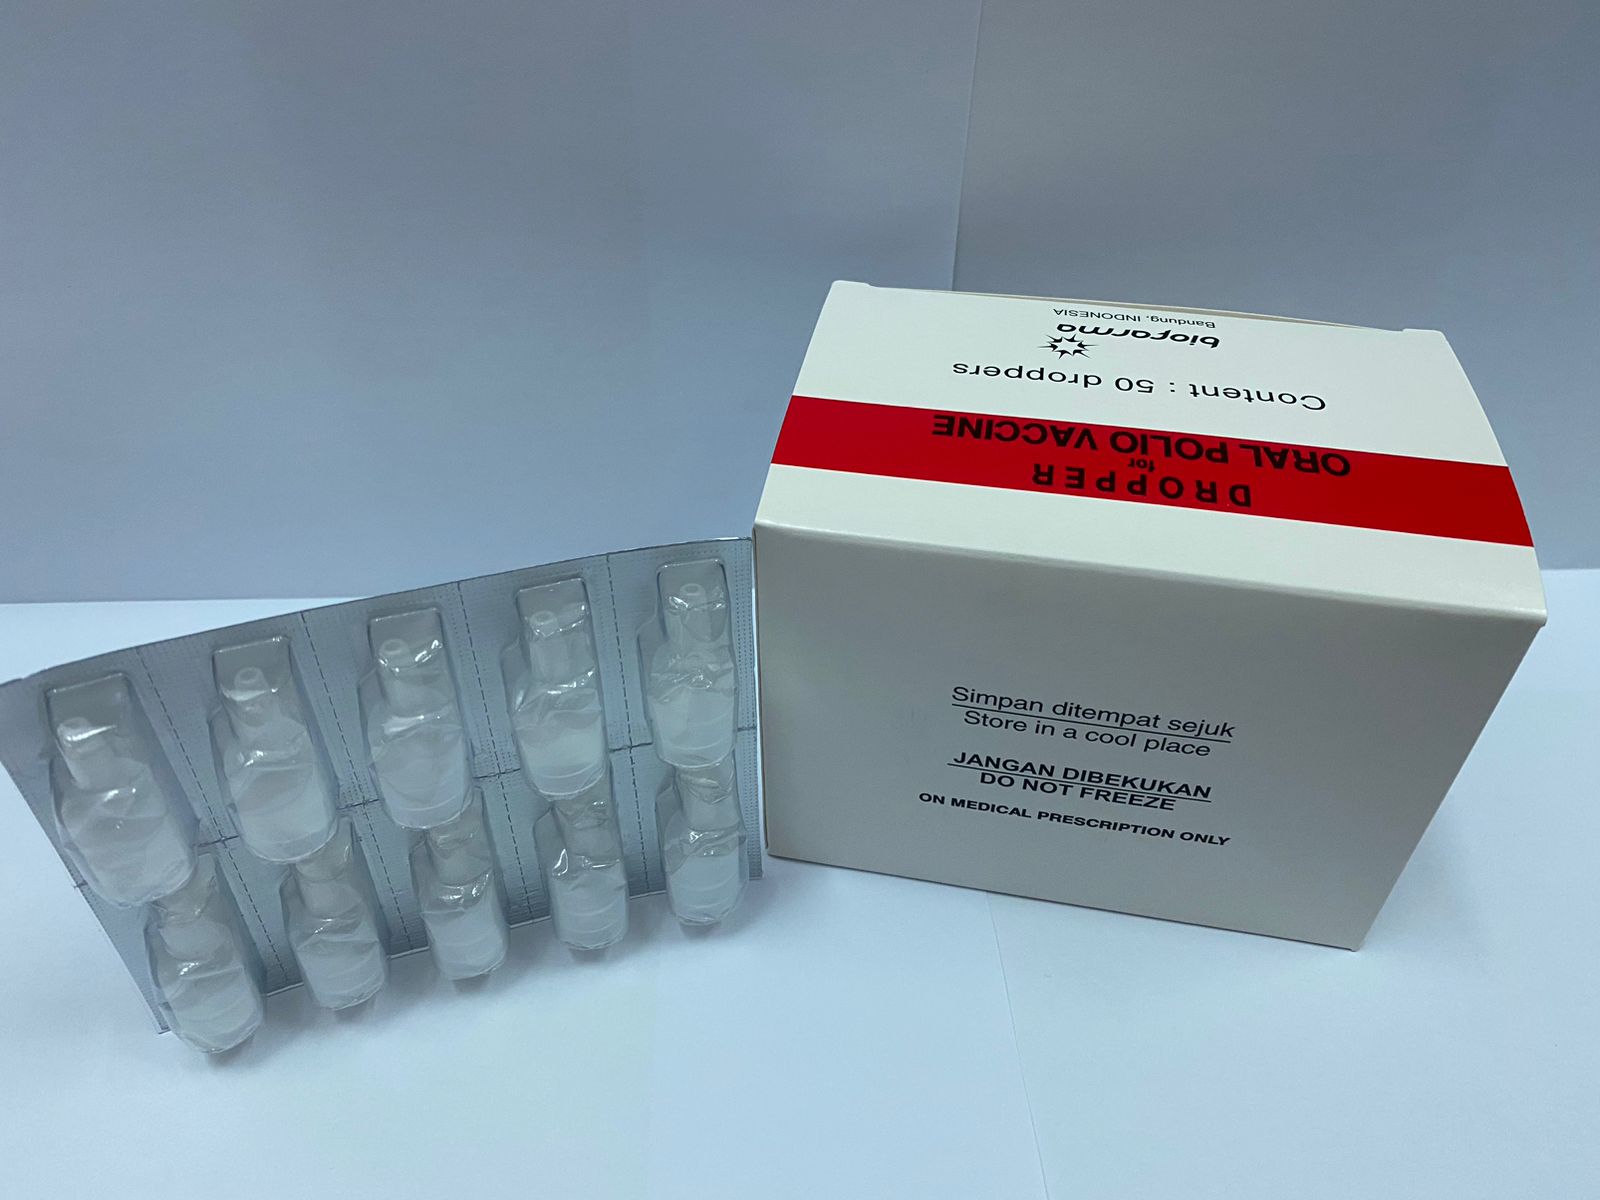 DROPPER
for
ORAL POLIO VACCINE
Content : 50 droppers
biofarma
Bandung, INDONESIA
Simpan ditempat sejuk
Store in a cool place
JANGAN DIBEKUKAN
DO NOT FREEZE
ON MEDICAL PRESCRIPTION ONLY